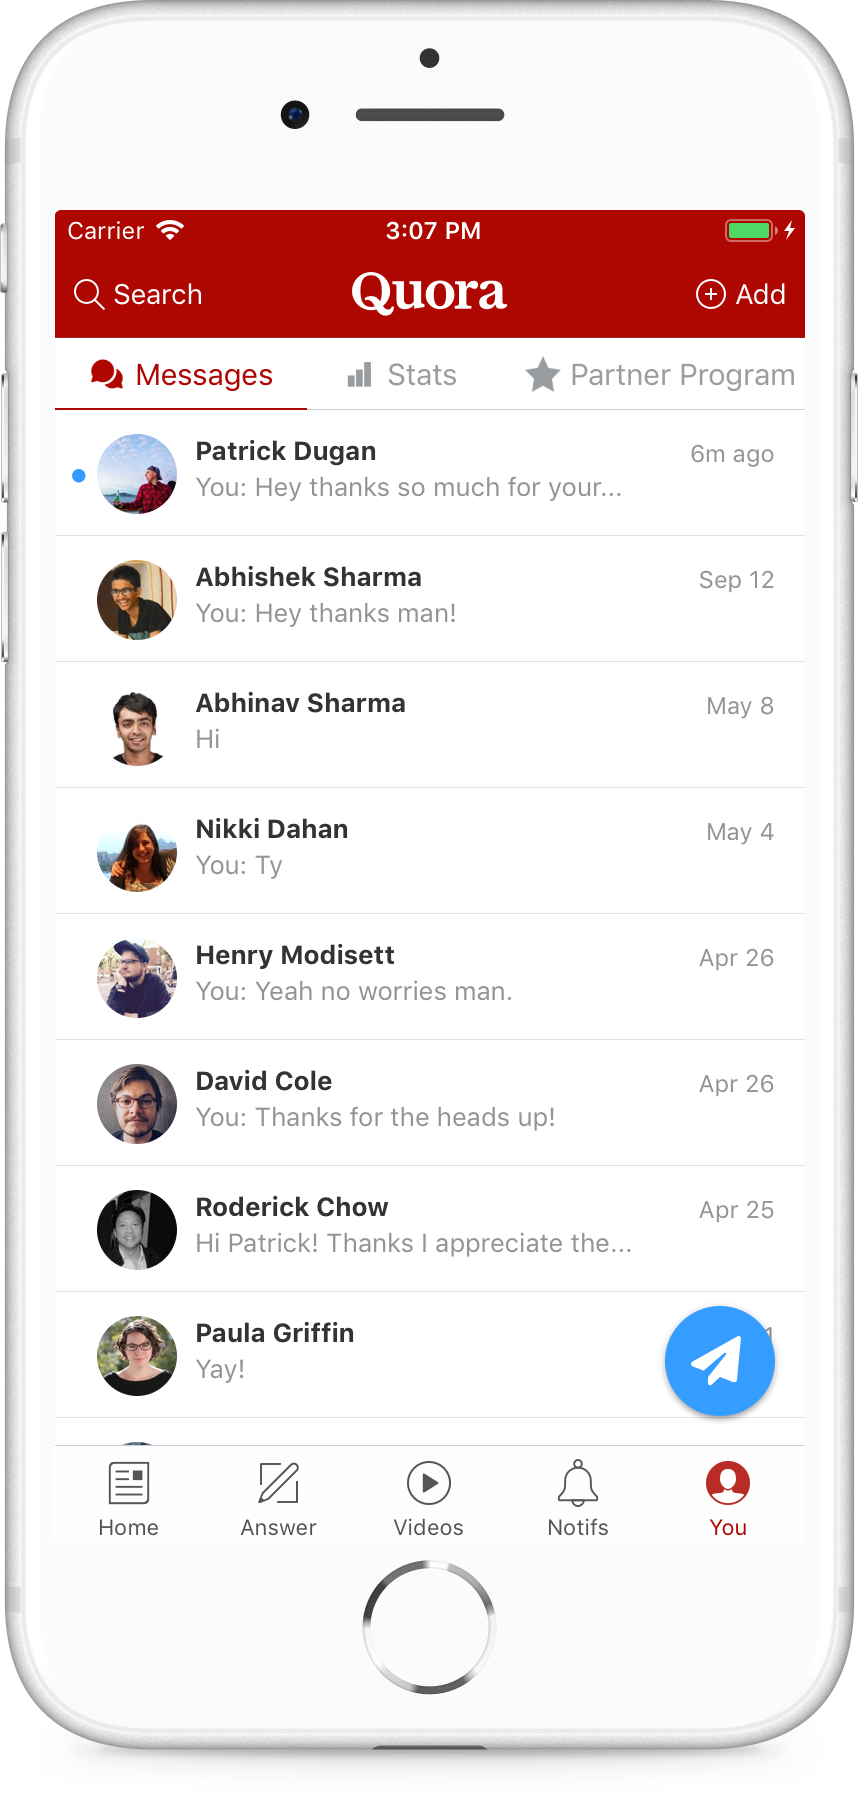 Carrier 3:07 PM
Search Quora Add
Messages Stats Partner Program
Patrick Dugan 6m ago
You: Hey thanks so much for your...
Abhishek Sharma Sep 12
You: Hey thanks man!
Abhinav Sharma May 8
Hi
Nikki Dahan May 4
You: Ty
Henry Modisett Apr 26
You: Yeah no worries man.
David Cole Apr 26
You: Thanks for the heads up!
Roderick Chow Apr 25
Hi Patrick! Thanks I appreciate the...
Paula Griffin
Yay!
Home Answer Videos Notifs You